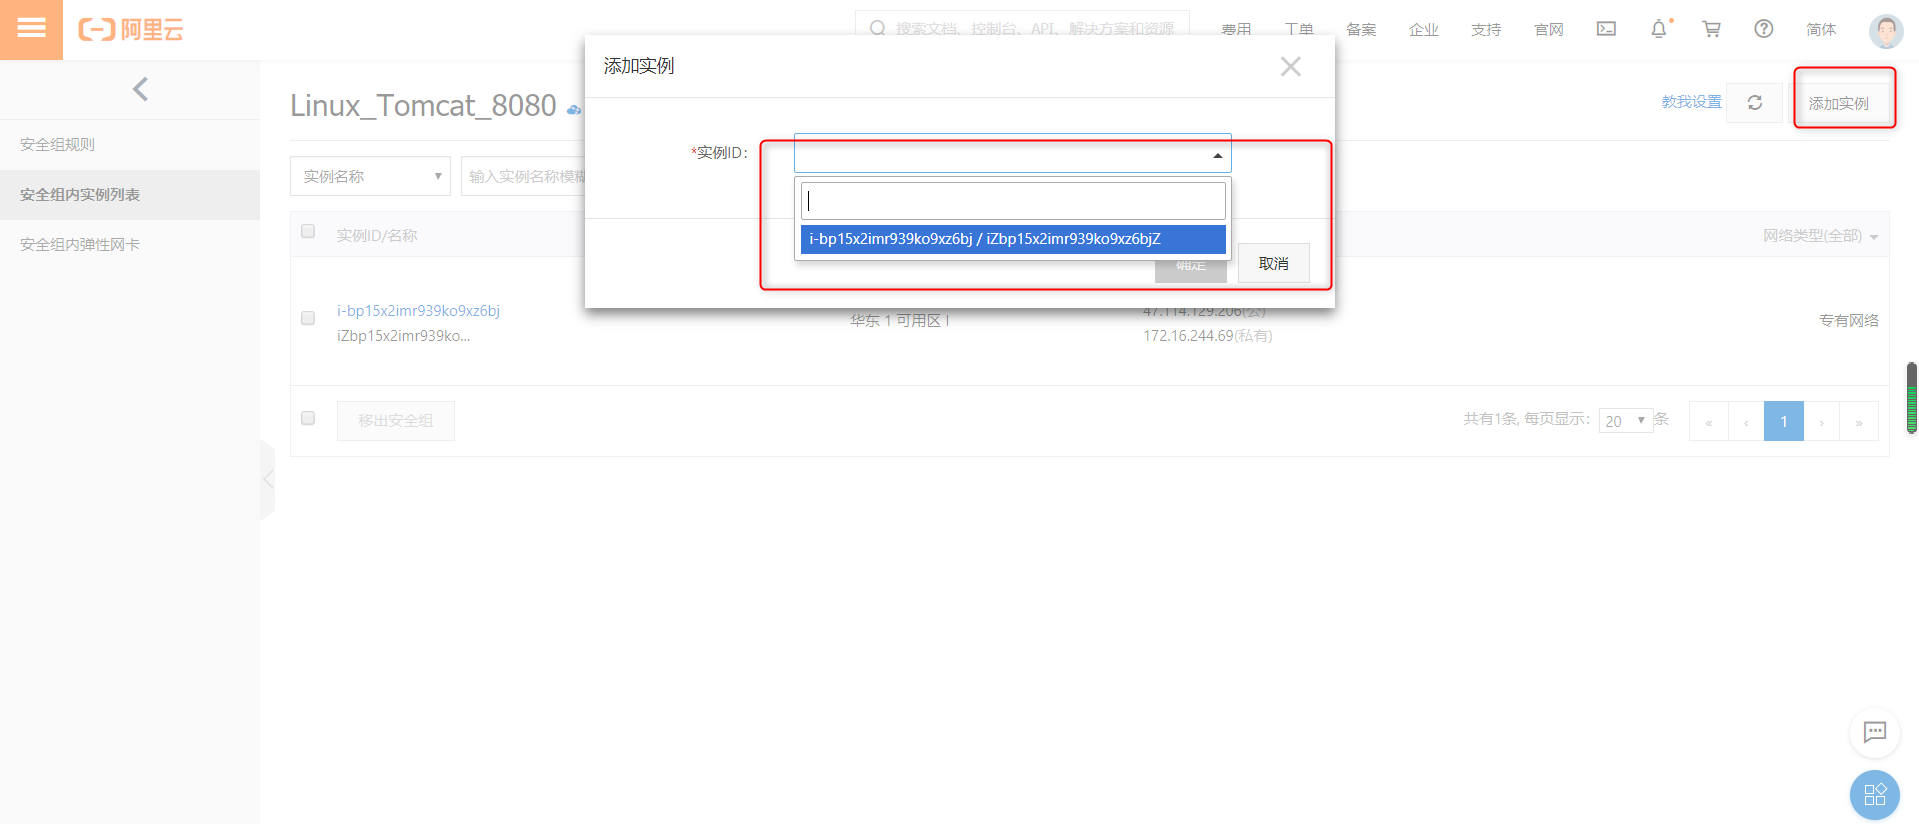 阿里云
搜索文档、控制台、API、解决方案和资源
费用
工单
备案
企业
支持
官网
简体
添加实例
Linux_Tomcat_8080
教我设置
添加实例
安全组规则
安全组内实例列表
安全组内弹性网卡
*实例ID：
实例名称
输入实例名称模糊
i-bp15x2imr939ko9xz6bj / iZbp15x2imr939ko9xz6bjZ
实例ID/名称
网络类型(全部)
确定
取消
i-bp15x2imr939ko9xz6bj
iZbp15x2imr939ko...
华东 1 可用区 I
47.114.129.206(公)
172.16.244.69(私有)
专有网络
移出安全组
共有1条, 每页显示：
20
条
«
‹
1
›
»